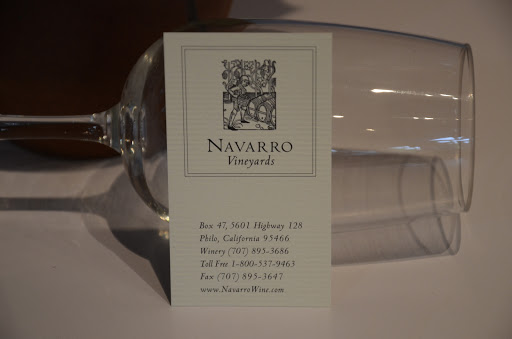 NAVARRO
Vineyards
Box 47, 5601 Highway 128
Philo, California 95466
Winery (707) 895-3686
Toll Free 1-800-537-9463
Fax (707) 895-3647
www.NavarroWine.com